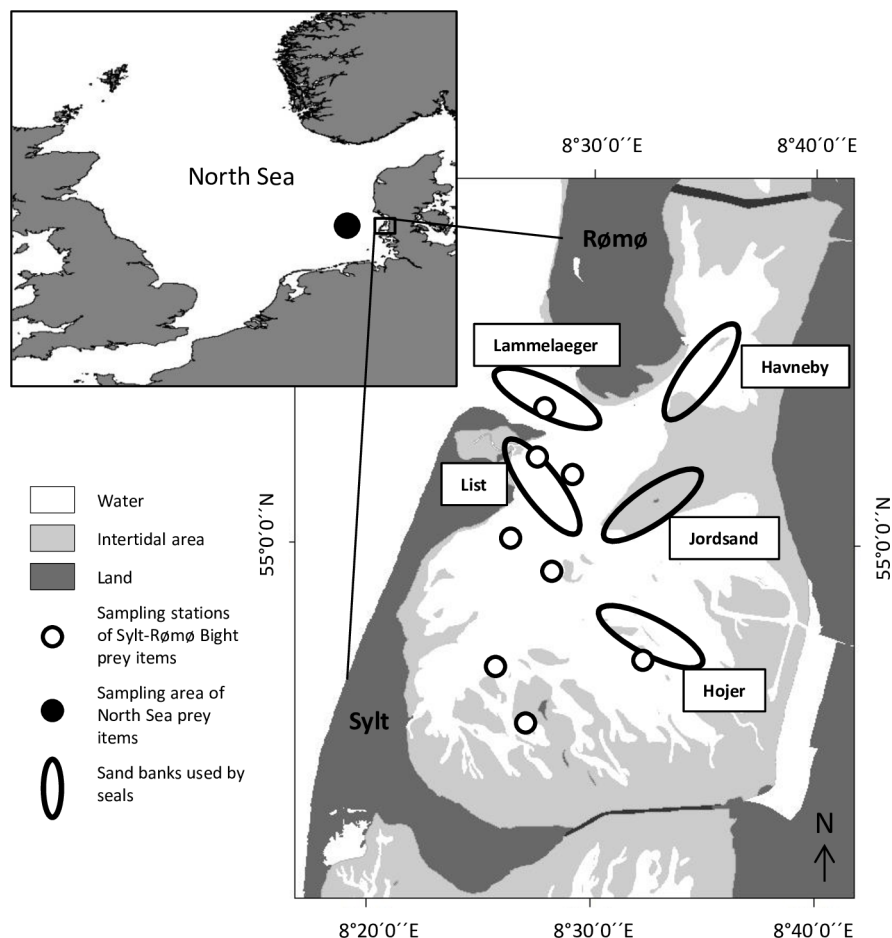 North Sea
8°30´0´´E
8°40´0´´E
Rømø
Lammelaeger
Havneby
List
Jordsand
55°0´0´´N
55°0´0´´N
Hojer
Sylt
Water
Intertidal area
Land
Sampling stations
of Sylt-Rømø Bight
prey items
Sampling area of
North Sea prey
items
Sand banks used by
seals
N
8°20´0´´E
8°30´0´´E
8°40´0´´E